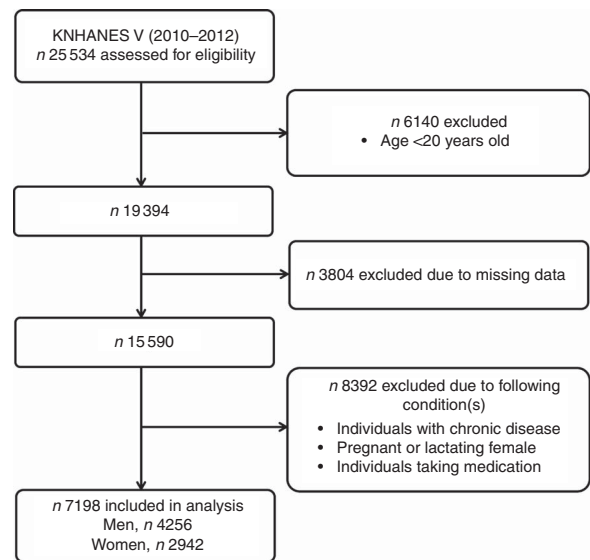 KNHANES V (2010–2012)
n 25 534 assessed for eligibility
n 6140 excluded
• Age <20 years old
n 19 394
n 3804 excluded due to missing data
n 15 590
n 8392 excluded due to following
condition(s)
• Individuals with chronic disease
• Pregnant or lactating female
• Individuals taking medication
n 7198 included in analysis
Men, n 4256
Women, n 2942